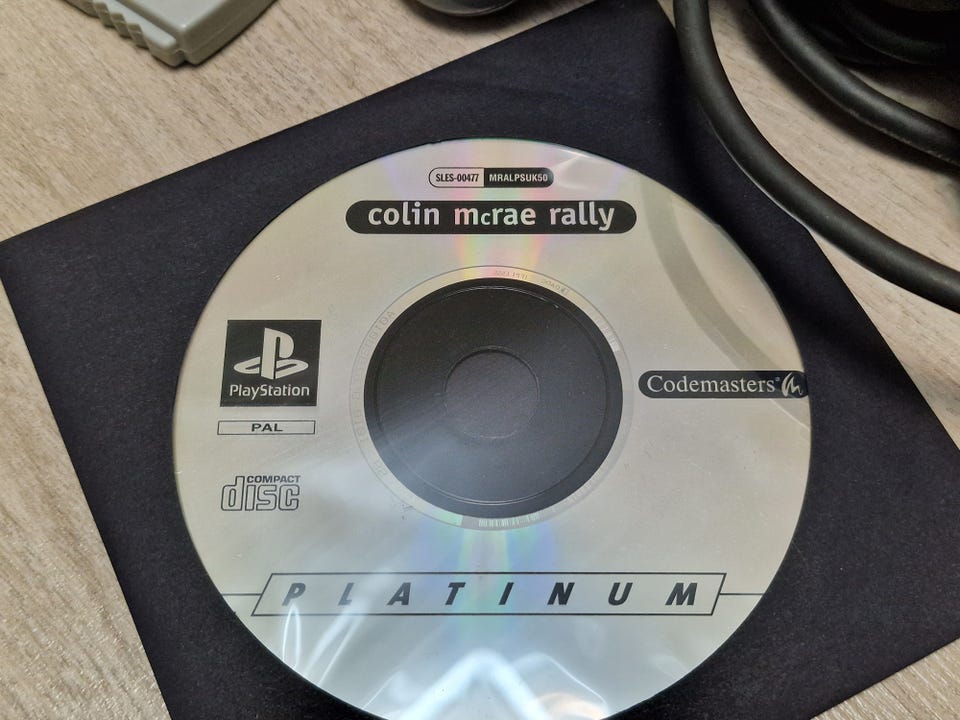 SLES-00477 MRALPSUK50
colin mcrae rally
PlayStation
Codemasters®
PAL
COMPACT
disc
PLATINUM